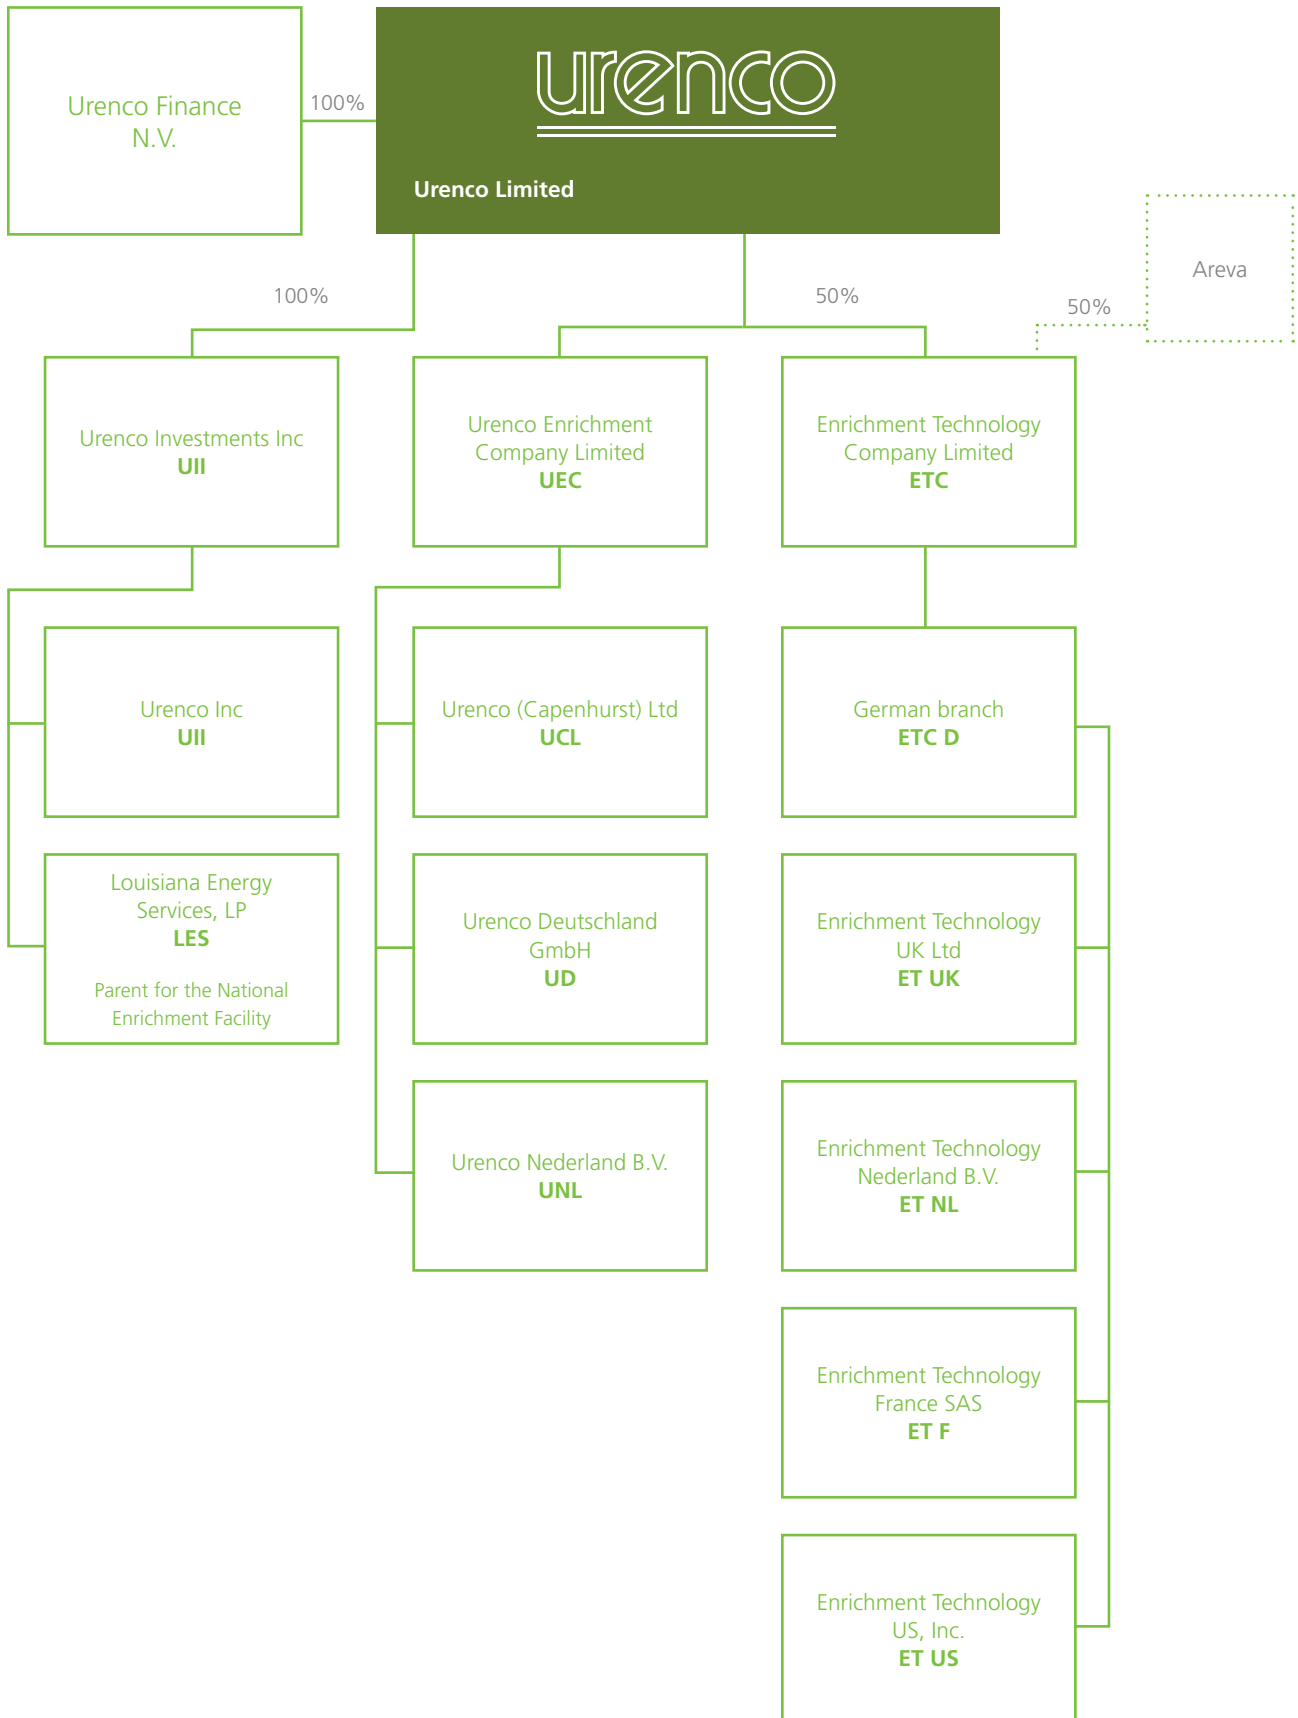 Urenco Finance
N.V.
100%
urenco
Urenco Limited
Areva
100%
50%
50%
Urenco Investments Inc
UII
Urenco Enrichment
Company Limited
UEC
Enrichment Technology
Company Limited
ETC
Urenco Inc
UII
Urenco (Capenhurst) Ltd
UCL
German branch
ETC D
Louisiana Energy
Services, LP
LES
Parent for the National
Enrichment Facility
Urenco Deutschland
GmbH
UD
Enrichment Technology
UK Ltd
ET UK
Urenco Nederland B.V.
UNL
Enrichment Technology
Nederland B.V.
ET NL
Enrichment Technology
France SAS
ET F
Enrichment Technology
US, Inc.
ET US